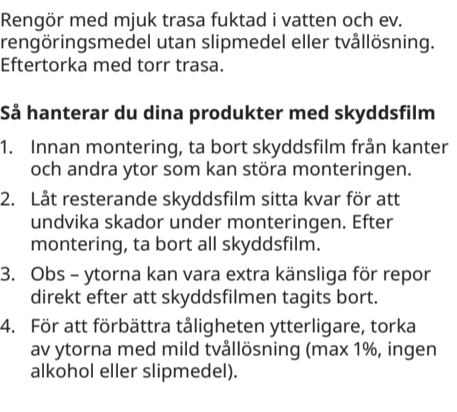 Rengör med mjuk trasa fuktad i vatten och ev.
rengöringsmedel utan slipmedel eller tvållösning.
Eftertorka med torr trasa.
Så hanterar du dina produkter med skyddsfilm
1. Innan montering, ta bort skyddsfilm från kanter
och andra ytor som kan störa monteringen.
2. Låt resterande skyddsfilm sitta kvar för att
undvika skador under monteringen. Efter
montering, ta bort all skyddsfilm.
3. Obs – ytorna kan vara extra känsliga för repor
direkt efter att skyddsfilmen tagits bort.
4. För att förbättra tåligheten ytterligare, torka
av ytorna med mild tvållösning (max 1%, ingen
alkohol eller slipmedel).